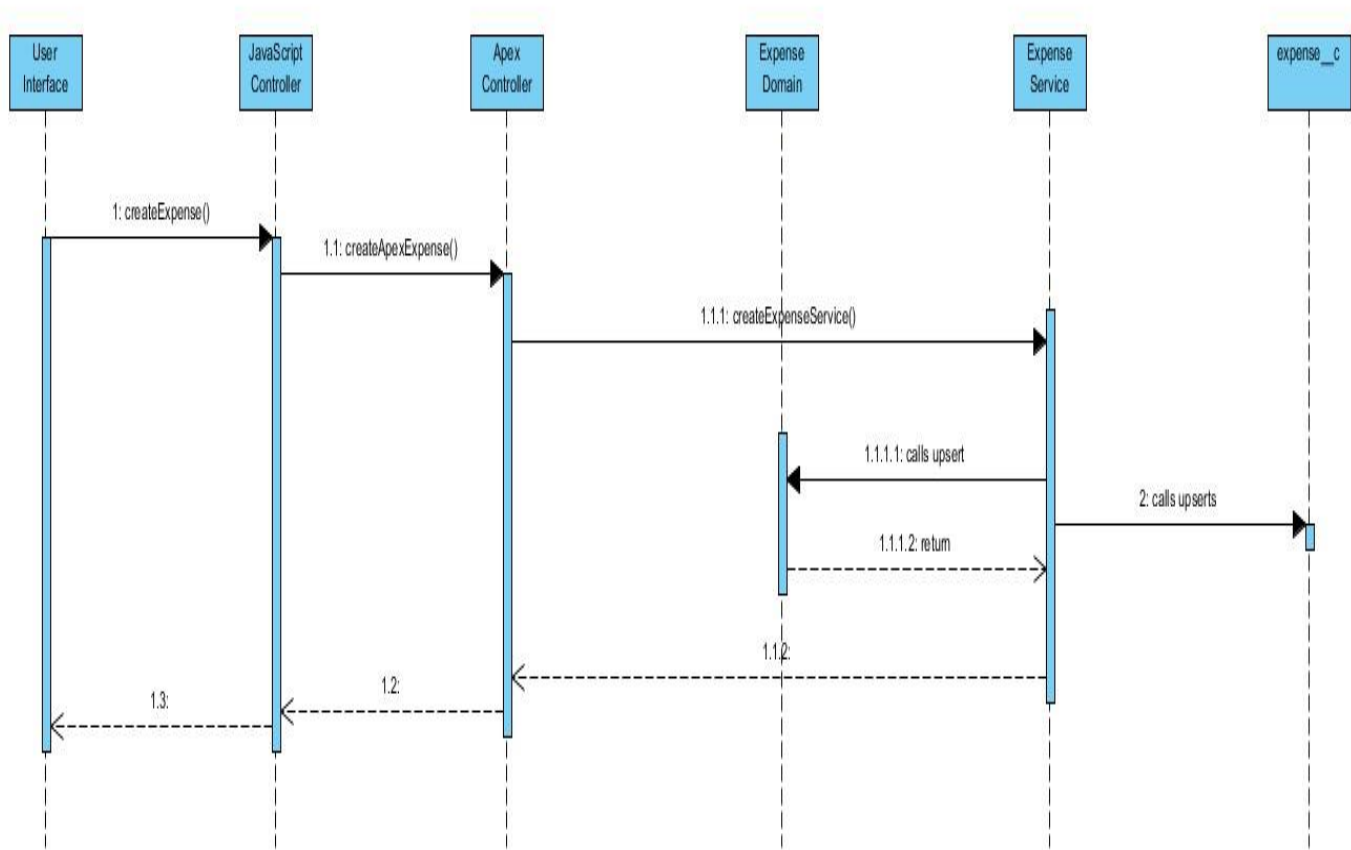 User
Interface
JavaScript
Controller
Apex
Controller
Expense
Domain
Expense
Service
expense__c
1: createExpense()
1.1: createApexExpense()
1.1.1: createExpenseService()
1.1.1.1: calls upsert
2: calls upserts
1.1.1.2: return
1.1.2:
1.2:
1.3: